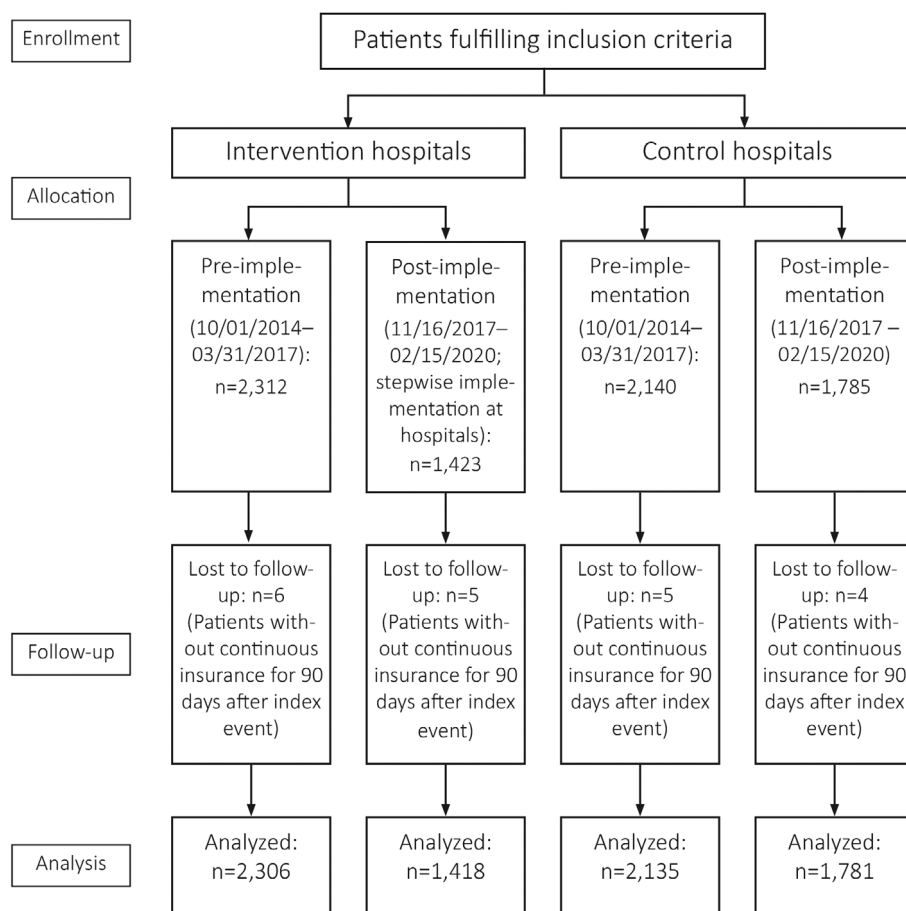 Enrollment
Patients fulfilling inclusion criteria
Intervention hospitals
Control hospitals
Allocation
Pre-imple-
mentation
(10/01/2014–
03/31/2017):
n=2,312
Post-imple-
mentation
(11/16/2017–
02/15/2020;
stepwise imple-
mentation at
hospitals):
n=1,423
Pre-imple-
mentation
(10/01/2014–
03/31/2017):
n=2,140
Post-imple-
mentation
(11/16/2017 –
02/15/2020)
n=1,785
Follow-up
Lost to follow-
up: n=6
(Patients with-
out continuous
insurance for 90
days after index
event)
Lost to follow-
up: n=5
(Patients with-
out continuous
insurance for 90
days after index
event)
Lost to follow-
up: n=5
(Patients with-
out continuous
insurance for 90
days after index
event)
Lost to follow-
up: n=4
(Patients with-
out continuous
insurance for 90
days after index
event)
Analysis
Analyzed:
n=2,306
Analyzed:
n=1,418
Analyzed:
n=2,135
Analyzed:
n=1,781